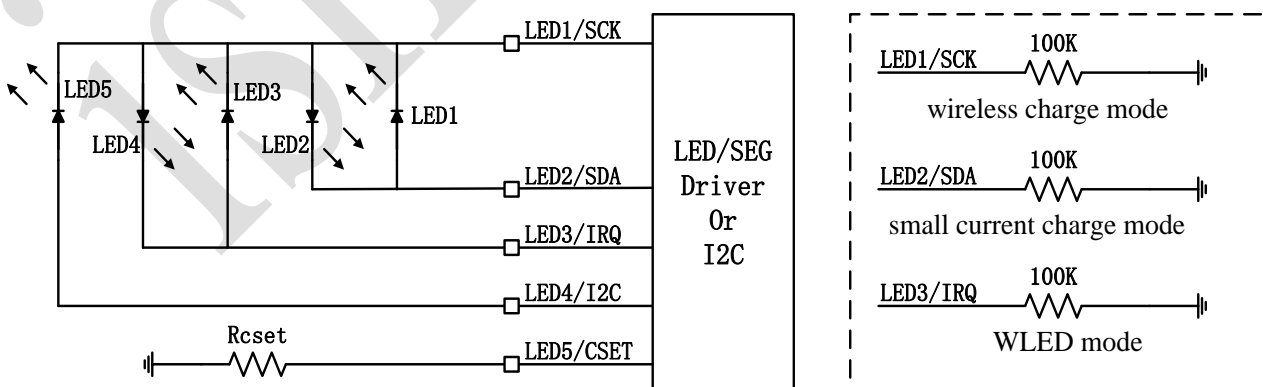 LED1/SCK
LED5
LED3
LED1
LED4
LED2
LED2/SDA
LED3/IRQ
LED4/I2C
Rcset
LED5/CSET
LED/SEG
Driver
Or
I2C
LED1/SCK 100K
wireless charge mode
LED2/SDA 100K
small current charge mode
LED3/IRQ 100K
WLED mode